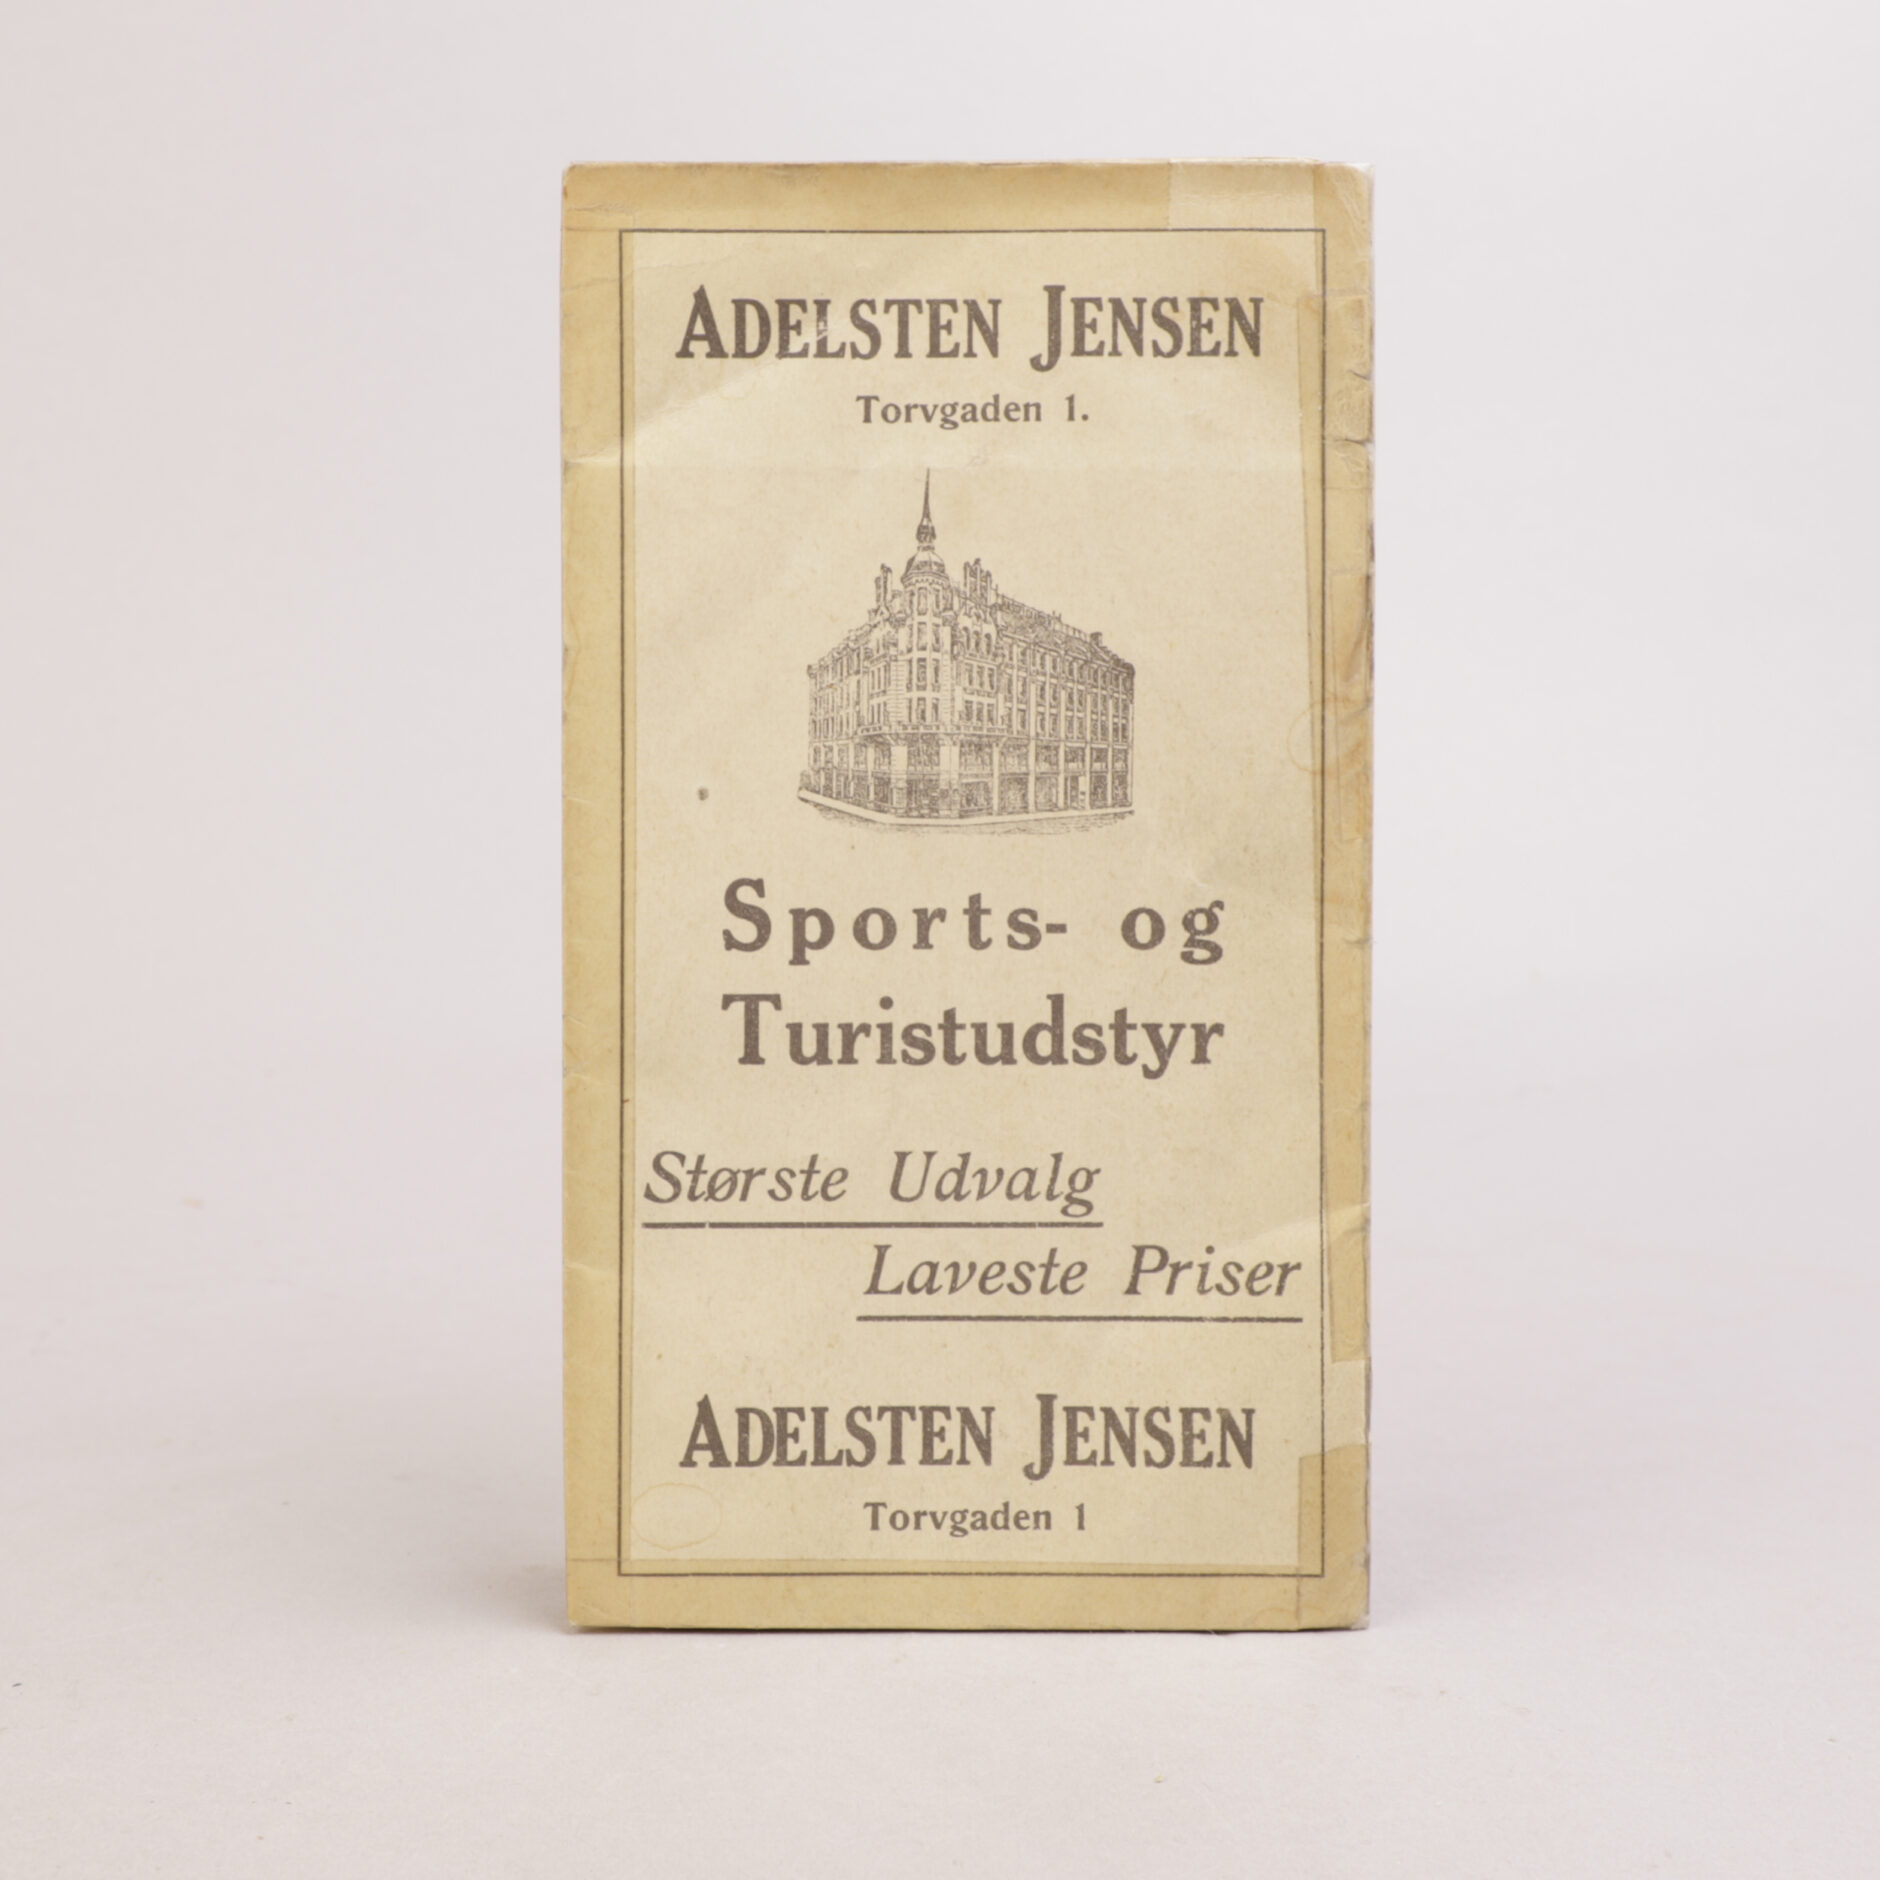 ADELSTEN JENSEN
Torvgaden 1.
Sports- og
Turistudstyr
Største Udvalg
Laveste Priser
ADELSTEN JENSEN
Torvgaden 1